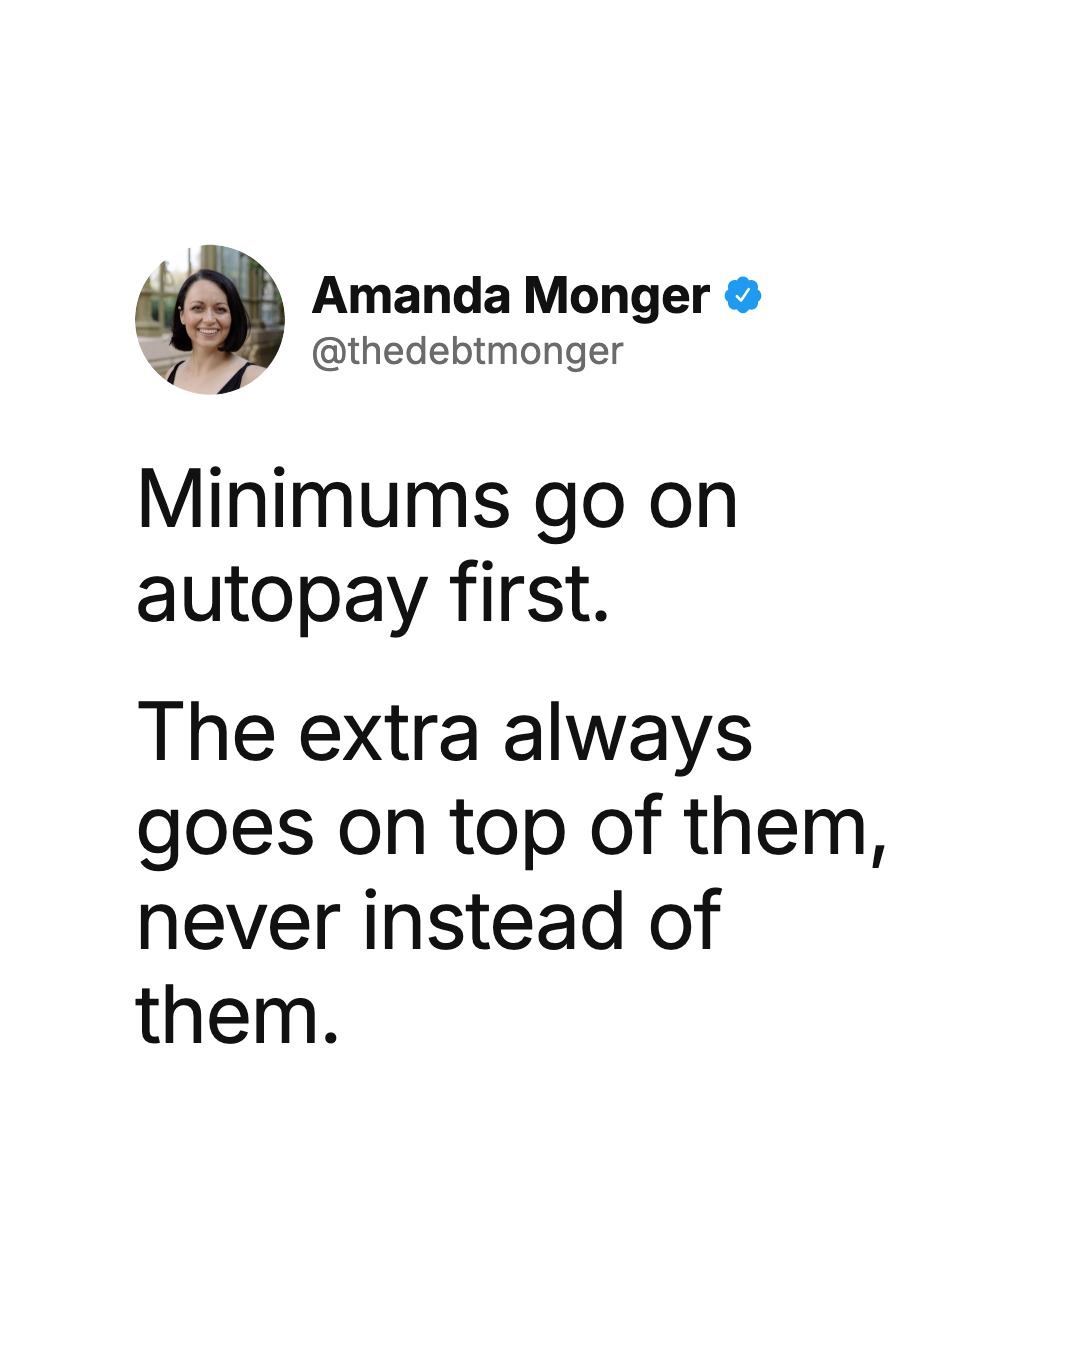 Amanda Monger
@thedebtmonger
Minimums go on
autopay first.
The extra always
goes on top of them,
never instead of
them.